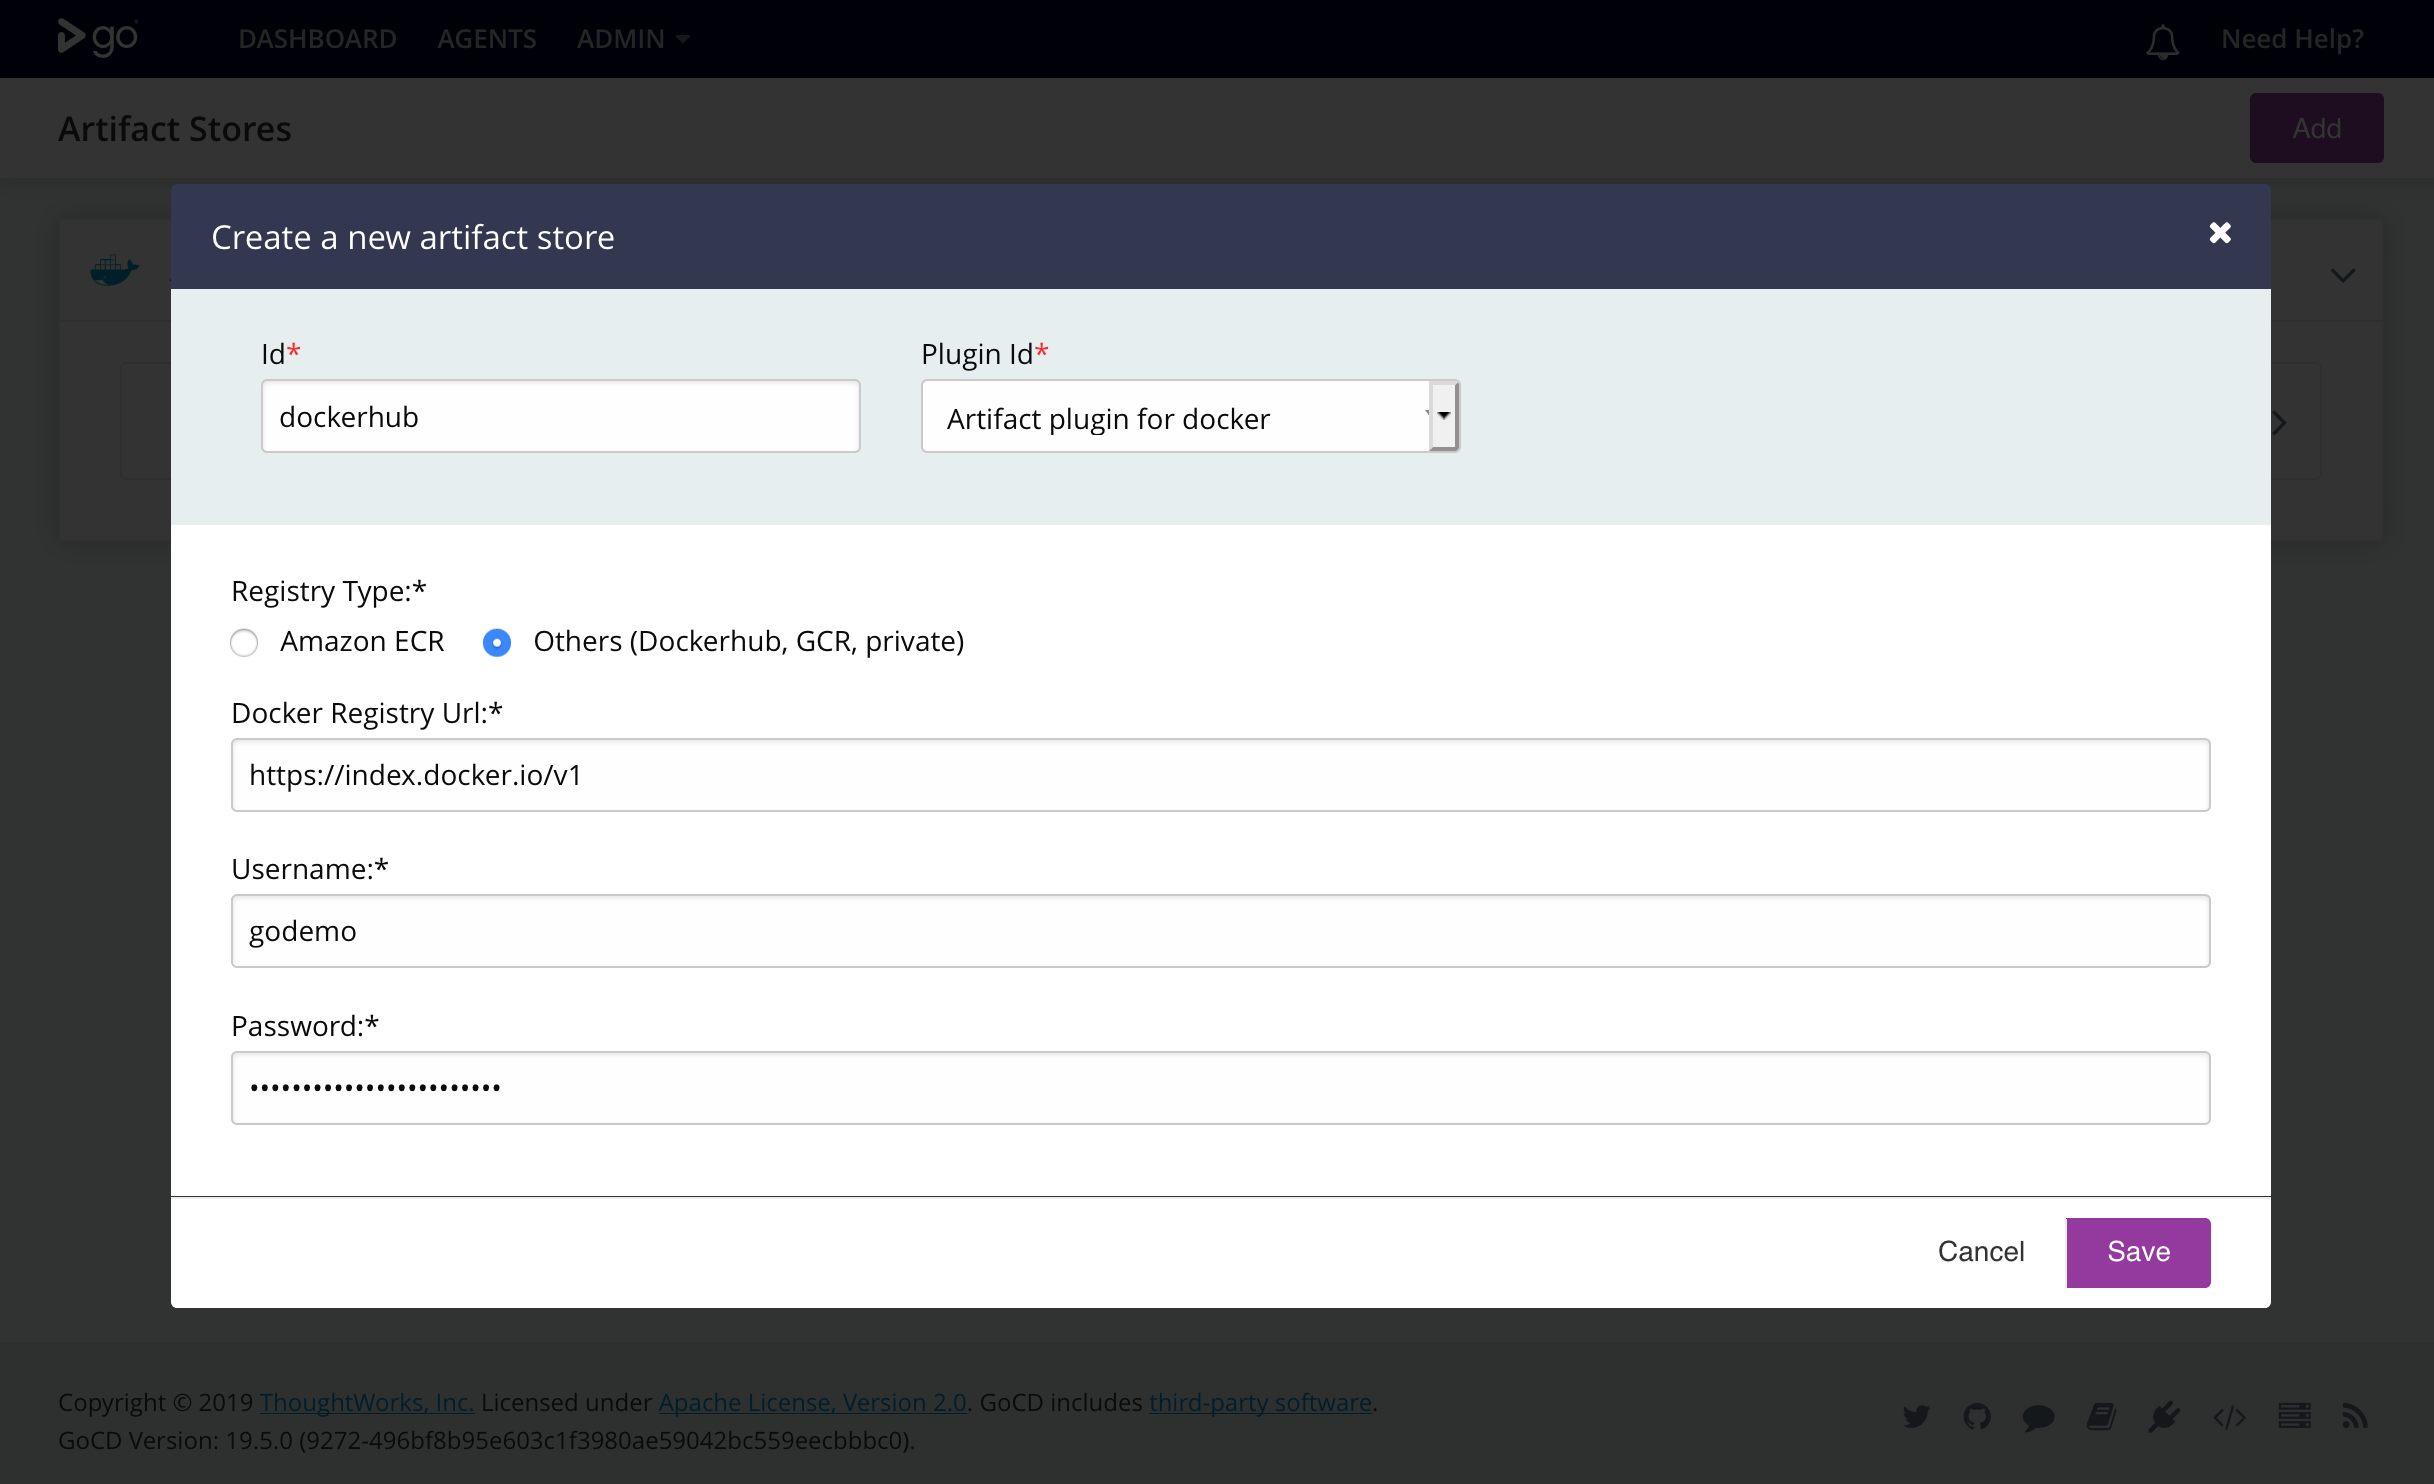 go DASHBOARD AGENTS ADMIN Need Help?
Artifact Stores Add
Create a new artifact store
Id* Plugin Id*
dockerhub Artifact plugin for docker
Registry Type:*
Amazon ECR Others (Dockerhub, GCR, private)
Docker Registry Url:*
https://index.docker.io/v1
Username:*
godemo
Password:*
••••••••••••••••••••••••
Cancel Save
Copyright © 2019 ThoughtWorks, Inc. Licensed under Apache License, Version 2.0. GoCD includes third-party software.
GoCD Version: 19.5.0 (9272-496bf8b95e603c1f3980ae59042bc559eecbbbc0).